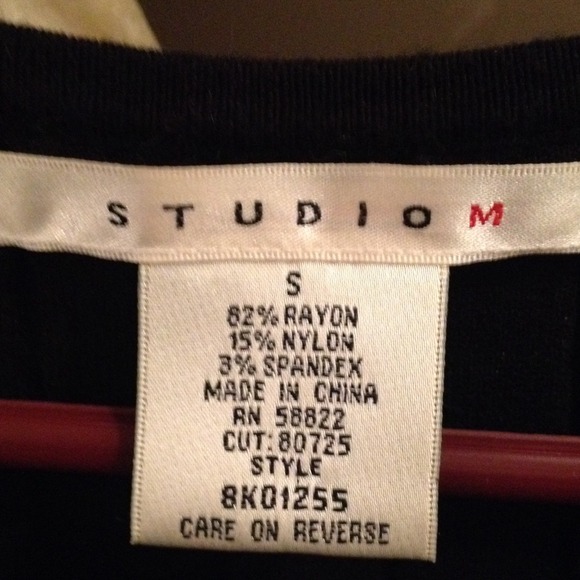 STUDIO M
S
82% RAYON
15% NYLON
3% SPANDEX
MADE IN CHINA
RN 58822
CUT: 80725
STYLE
8K01255
CARE ON REVERSE